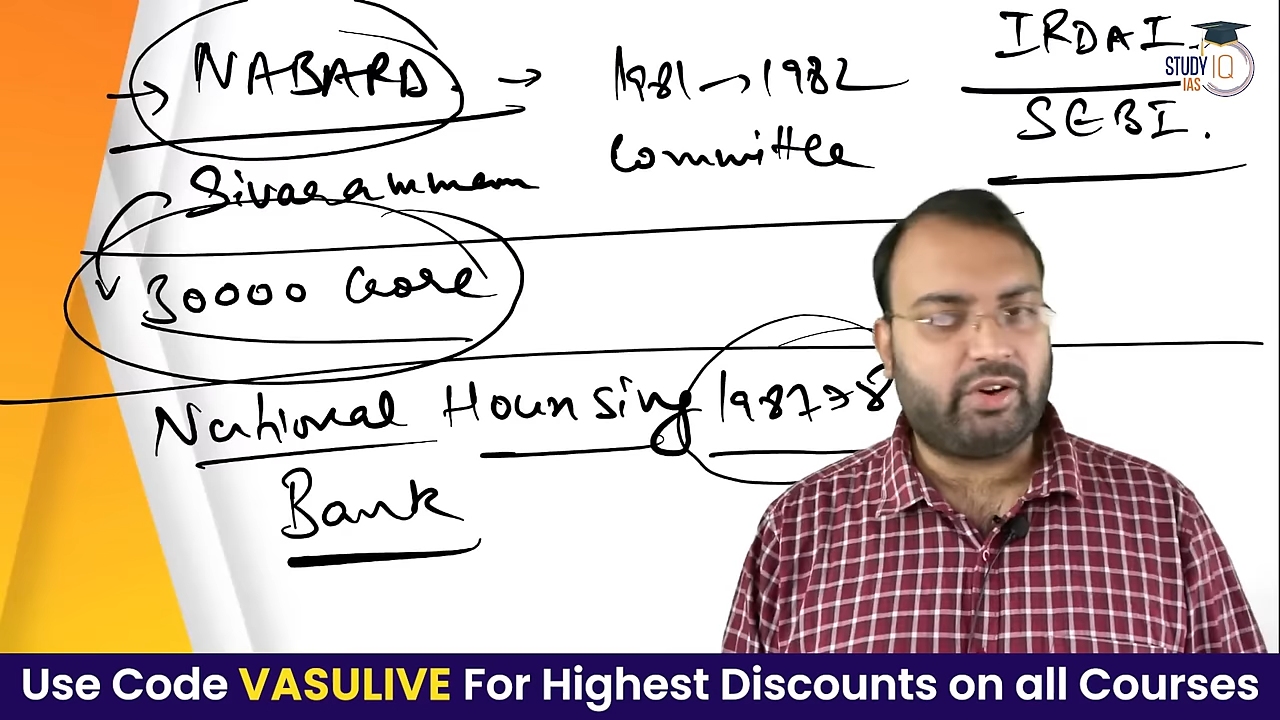 NABARD → 1981 → 1982
Committee
IRDAI
SEBI.
STUDY IQ
IAS
Sivarammam
30000 Crore
National Hounsing 1987 → 8
Bank
Use Code VASULIVE For Highest Discounts on all Courses